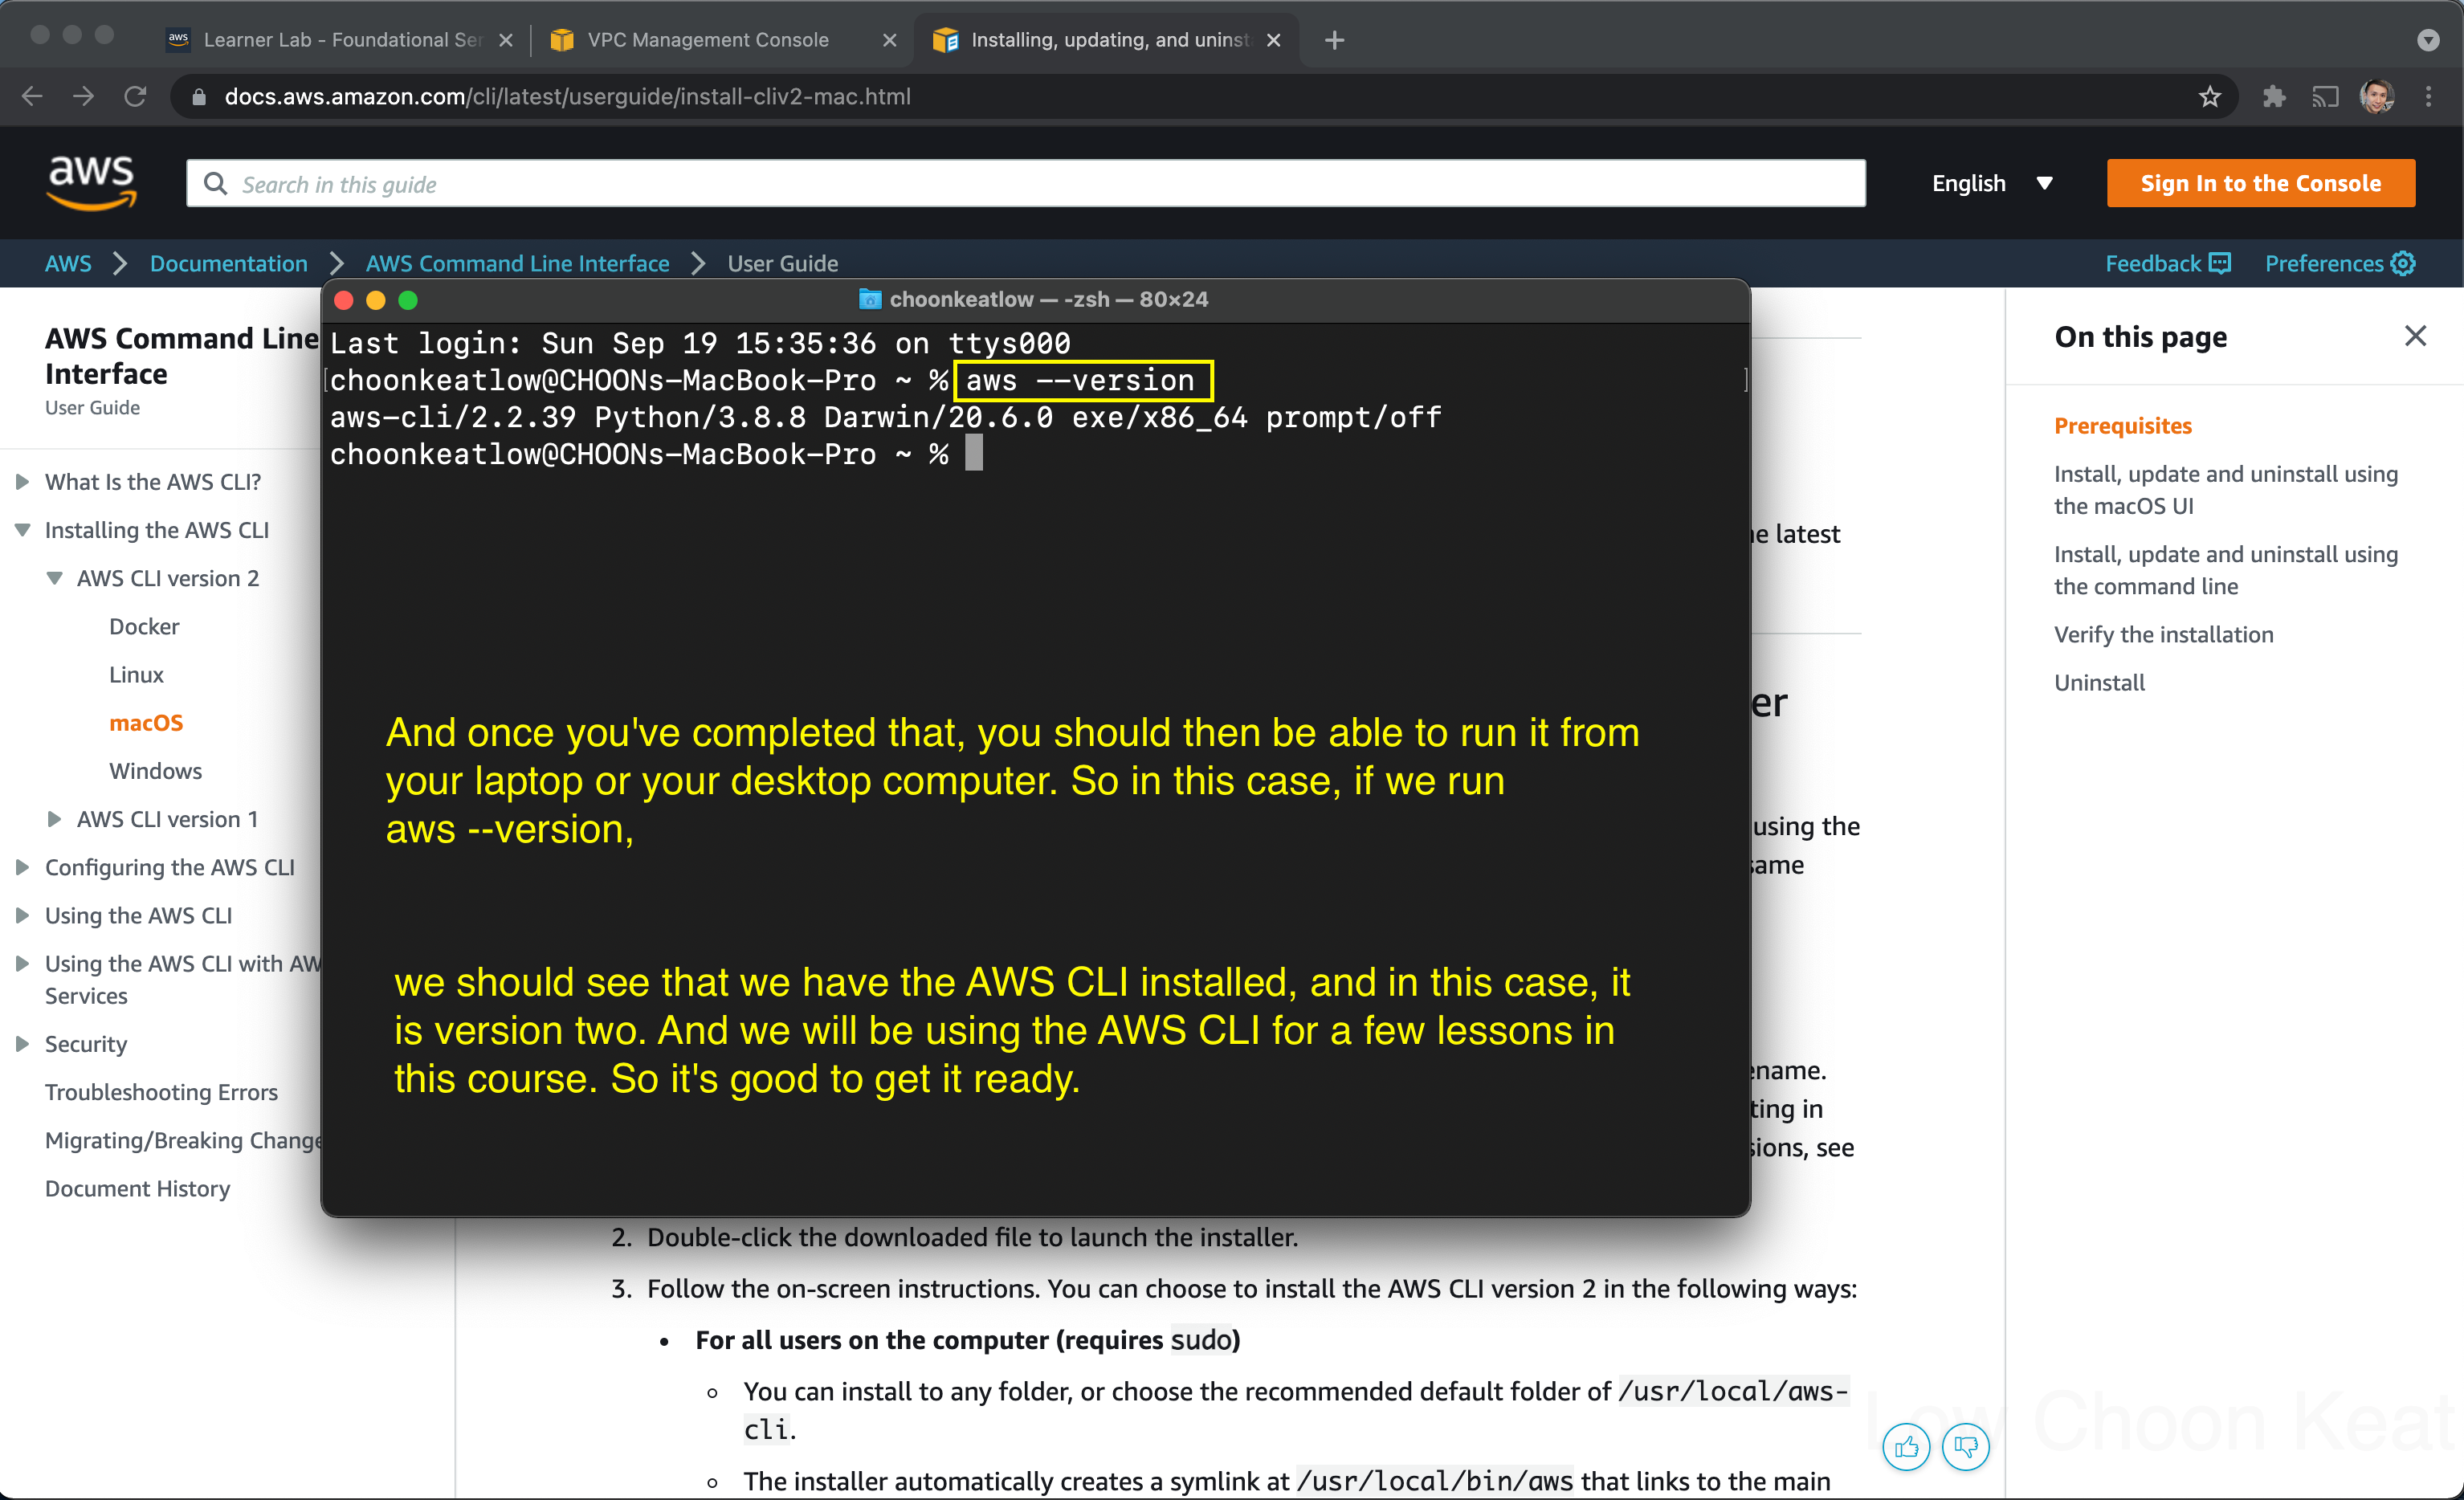 aws
Learner Lab - Foundational Ser
VPC Management Console
Installing, updating, and uninst
docs.aws.amazon.com/cli/latest/userguide/install-cliv2-mac.html
aws
Search in this guide
English
Sign In to the Console
AWS
Documentation
AWS Command Line Interface
User Guide
Feedback
Preferences
AWS Command Line
Interface
User Guide
What Is the AWS CLI?
Installing the AWS CLI
AWS CLI version 2
Docker
Linux
macOS
Windows
AWS CLI version 1
Configuring the AWS CLI
Using the AWS CLI
Using the AWS CLI with AW
Services
Security
Troubleshooting Errors
Migrating/Breaking Change
Document History
choonkeatlow — -zsh — 80×24
Last login: Sun Sep 19 15:35:36 on ttys000
[choonkeatlow@CHOONs-MacBook-Pro ~ % aws --version ]
aws-cli/2.2.39 Python/3.8.8 Darwin/20.6.0 exe/x86_64 prompt/off
choonkeatlow@CHOONs-MacBook-Pro ~ %
And once you've completed that, you should then be able to run it from
your laptop or your desktop computer. So in this case, if we run
aws --version,
we should see that we have the AWS CLI installed, and in this case, it
is version two. And we will be using the AWS CLI for a few lessons in
this course. So it's good to get it ready.
latest
er
using the
same
ename.
ting in
sions, see
2. Double-click the downloaded file to launch the installer.
3. Follow the on-screen instructions. You can choose to install the AWS CLI version 2 in the following ways:
• For all users on the computer (requires sudo)
You can install to any folder, or choose the recommended default folder of /usr/local/aws-
cli.
The installer automatically creates a symlink at /usr/local/bin/aws that links to the main
On this page
Prerequisites
Install, update and uninstall using
the macOS UI
Install, update and uninstall using
the command line
Verify the installation
Uninstall
Low Choon Keat